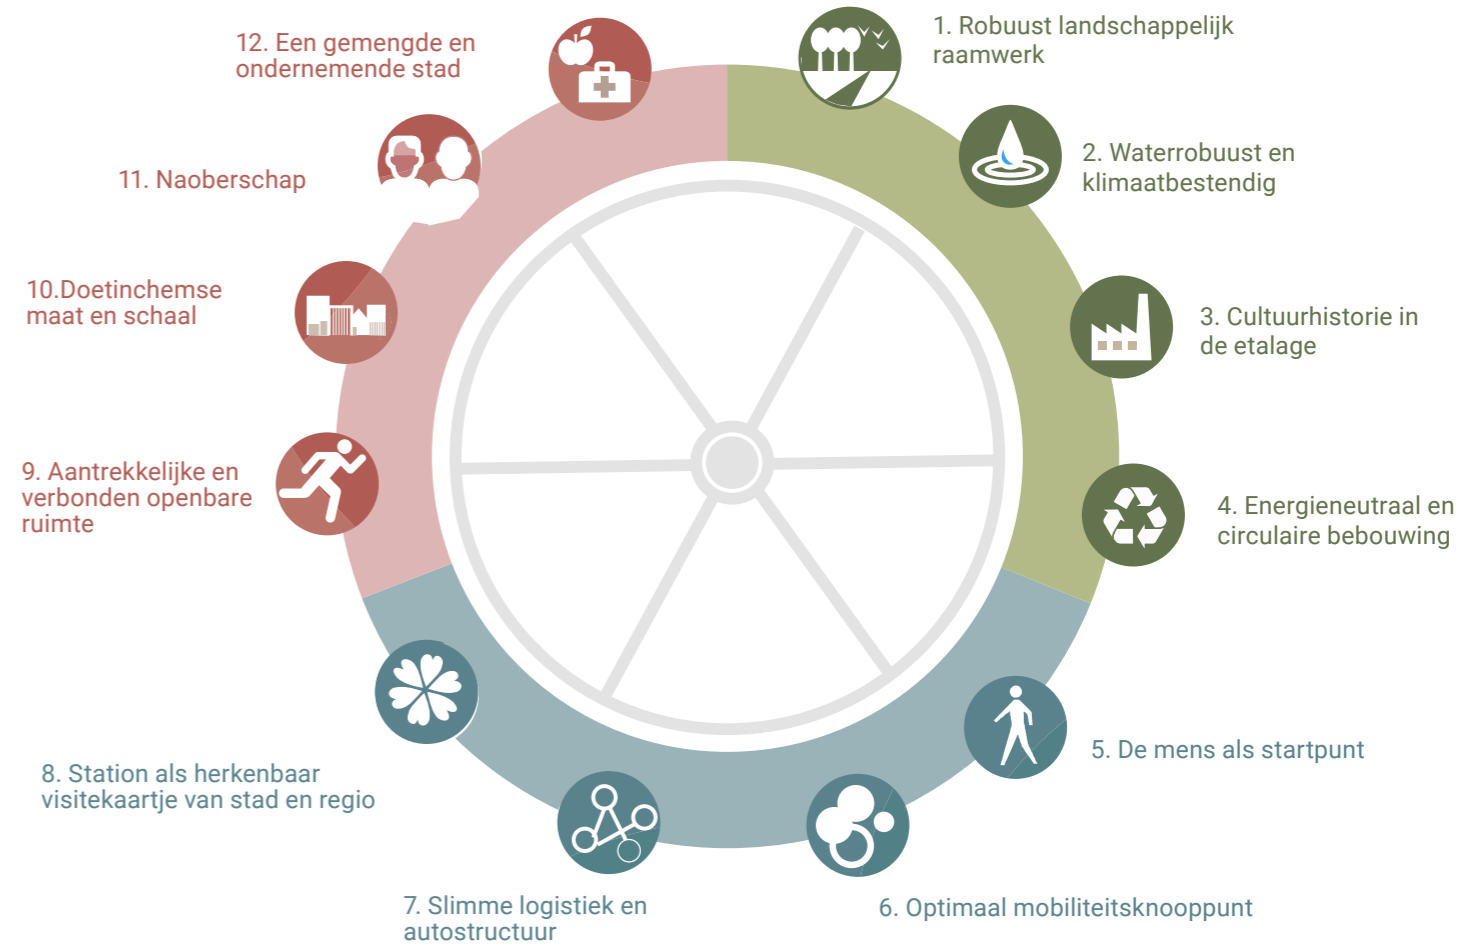 1. Robuust landschappelijk
raamwerk
2. Waterrobuust en
klimaatbestendig
3. Cultuurhistorie in
de etalage
4. Energieneutraal en
circulaire bebouwing
5. De mens als startpunt
6. Optimaal mobiliteitsknooppunt
7. Slimme logistiek en
autostructuur
8. Station als herkenbaar
visitekaartje van stad en regio
9. Aantrekkelijke en
verbonden openbare
ruimte
10.Doetinchemse
maat en schaal
11. Naoberschap
12. Een gemengde en
ondernemende stad